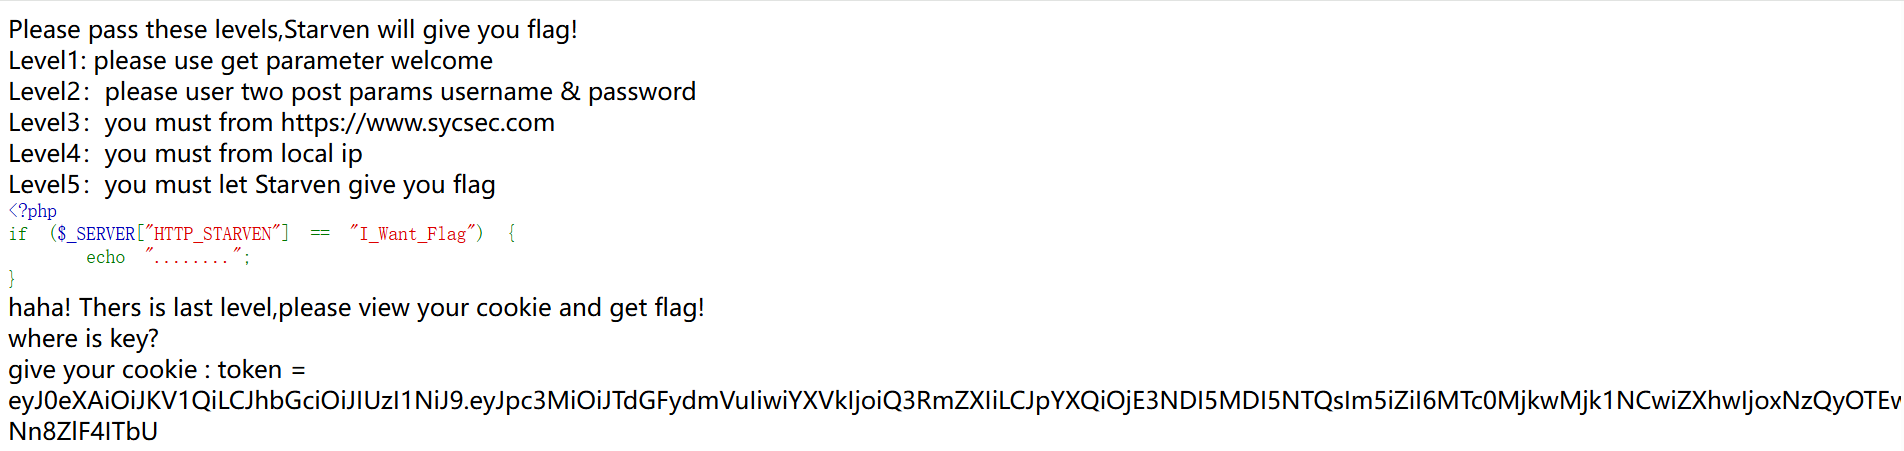 Please pass these levels,Starven will give you flag!
Level1: please use get parameter welcome
Level2：please user two post params username & password
Level3：you must from https://www.sycsec.com
Level4：you must from local ip
Level5：you must let Starven give you flag
<?php
if ($_SERVER["HTTP_STARVEN"] == "I_Want_Flag") {
echo "........";
}
haha! Thers is last level,please view your cookie and get flag!
where is key?
give your cookie : token =
eyJ0eXAiOiJKV1QiLCJhbGciOiJIUzI1NiJ9.eyJpc3MiOiJTdGFydmVuIiwiYXVkIjoiQ3RmZXIiLCJpYXQiOjE3NDI5MDI5NTQsIm5iZiI6MTc0MjkwMjk1NCwiZXhwIjoxNzQyOTEw
Nn8ZlF4ITbU